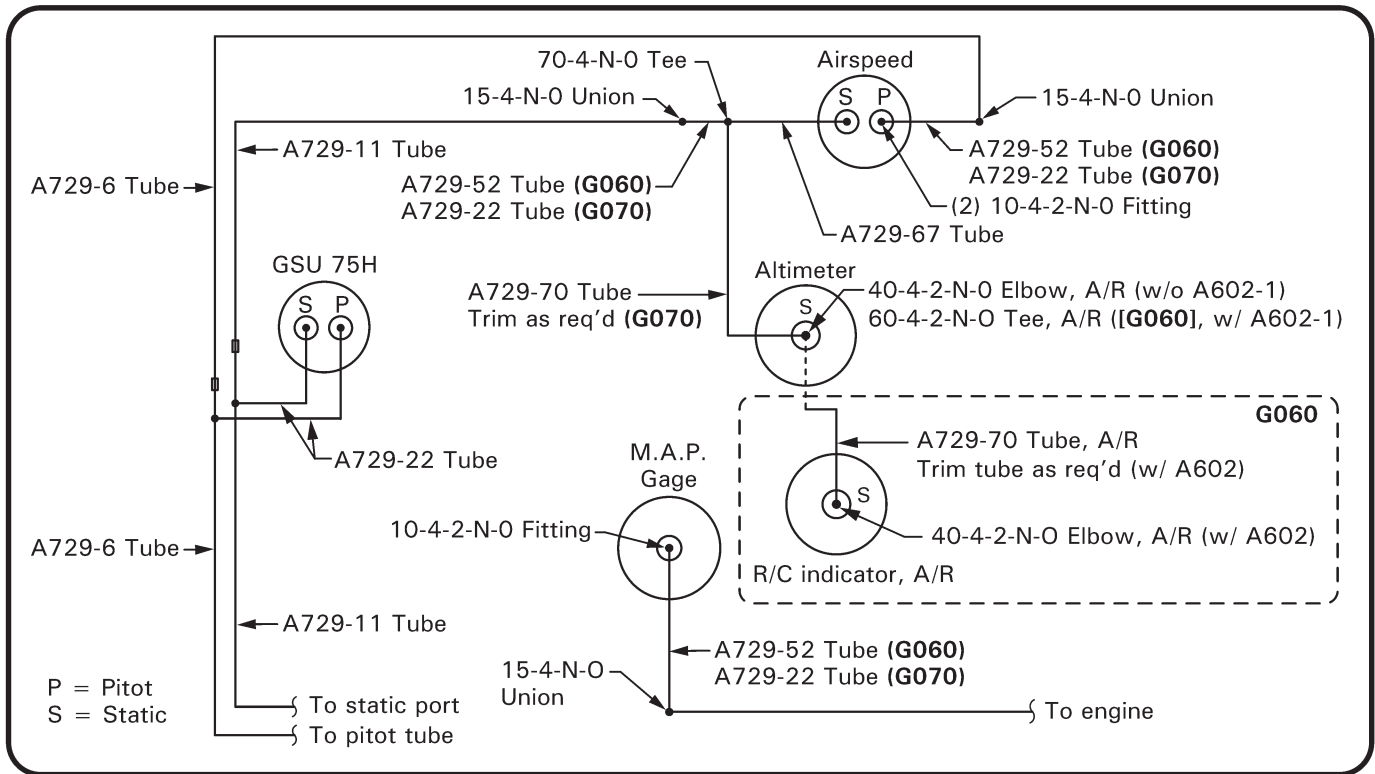 70-4-N-0 Tee
Airspeed
15-4-N-0 Union
S P
15-4-N-0 Union
A729-11 Tube
A729-52 Tube (G060)
A729-22 Tube (G070)
A729-6 Tube
A729-52 Tube (G060)
A729-22 Tube (G070)
(2) 10-4-2-N-0 Fitting
A729-67 Tube
GSU 75H
S P
Altimeter
A729-70 Tube
Trim as req'd (G070)
S
40-4-2-N-0 Elbow, A/R (w/o A602-1)
60-4-2-N-O Tee, A/R ([G060], w/ A602-1)
G060
A729-22 Tube
M.A.P.
Gage
A729-70 Tube, A/R
Trim tube as req'd (w/ A602)
S
10-4-2-N-0 Fitting
40-4-2-N-O Elbow, A/R (w/ A602)
A729-6 Tube
R/C indicator, A/R
A729-11 Tube
A729-52 Tube (G060)
A729-22 Tube (G070)
15-4-N-O
Union
P = Pitot
S = Static
To static port
To pitot tube
To engine